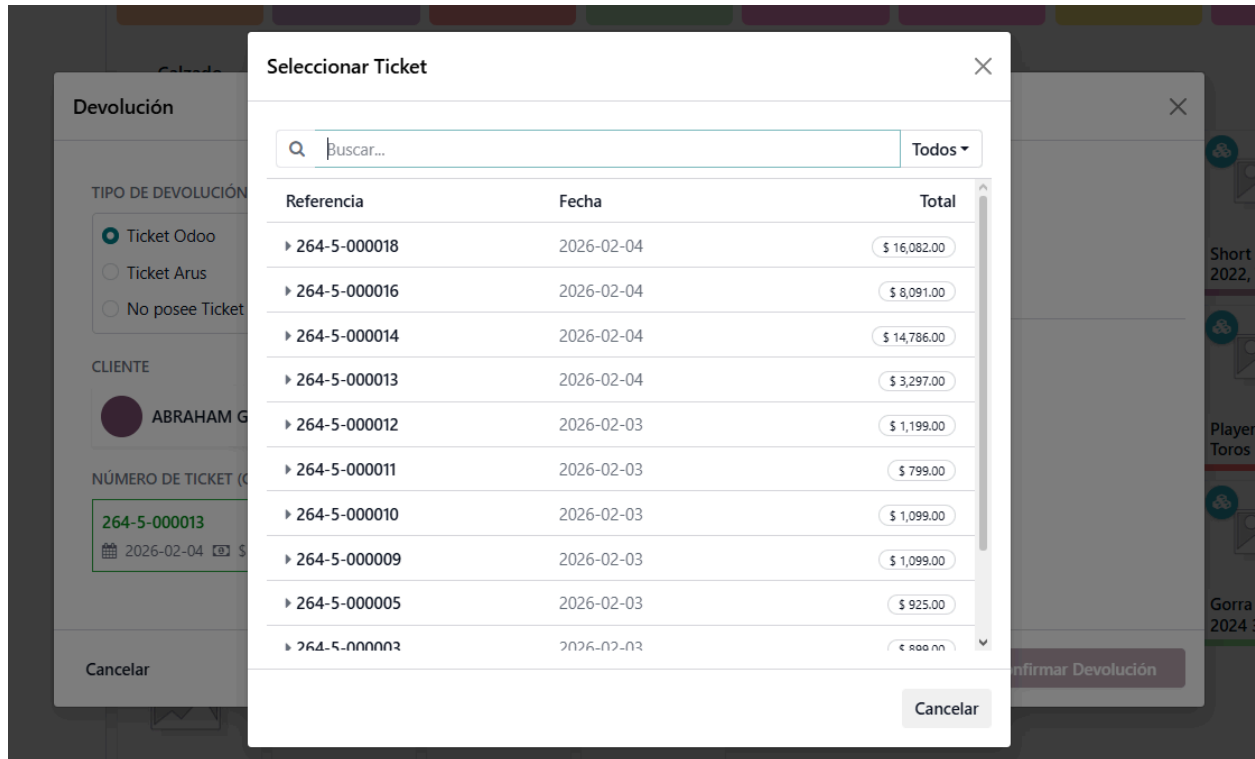 Seleccionar Ticket
Devolución
Buscar...
Todos
TIPO DE DEVOLUCIÓN
Ticket Odoo
Ticket Arus
No posee Ticket
CLIENTE
ABRAHAM G
NÚMERO DE TICKET
264-5-000013
2026-02-04 $
Cancelar
Referencia Fecha Total
264-5-000018 2026-02-04 $ 16,082.00
264-5-000016 2026-02-04 $ 8,091.00
264-5-000014 2026-02-04 $ 14,786.00
264-5-000013 2026-02-04 $ 3,297.00
264-5-000012 2026-02-03 $ 1,199.00
264-5-000011 2026-02-03 $ 799.00
264-5-000010 2026-02-03 $ 1,099.00
264-5-000009 2026-02-03 $ 1,099.00
264-5-000005 2026-02-03 $ 925.00
264-5-000003 2026-02-03 $ 899.00
Cancelar
nfirmar Devolución
Short
2022,
Player
Toros
Gorra
2024